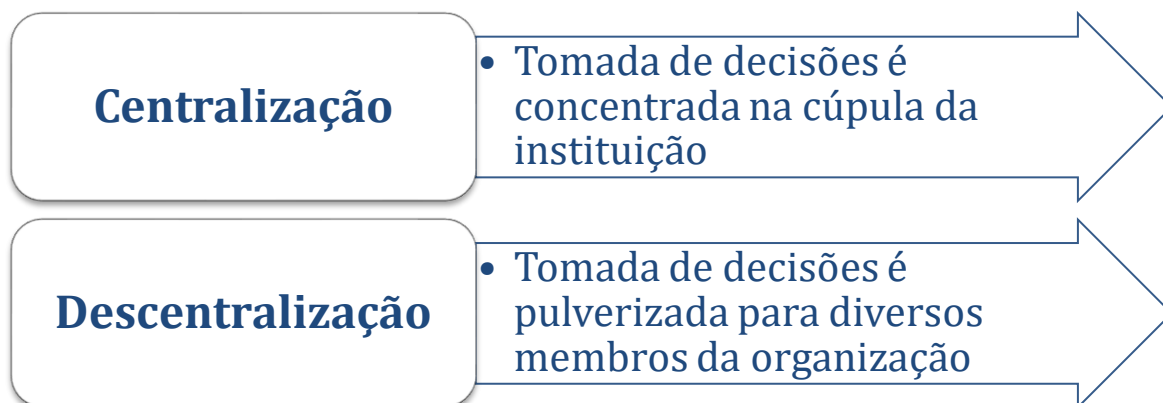 Centralização
• Tomada de decisões é
concentrada na cúpula da
instituição
Descentralização
• Tomada de decisões é
pulverizada para diversos
membros da organização